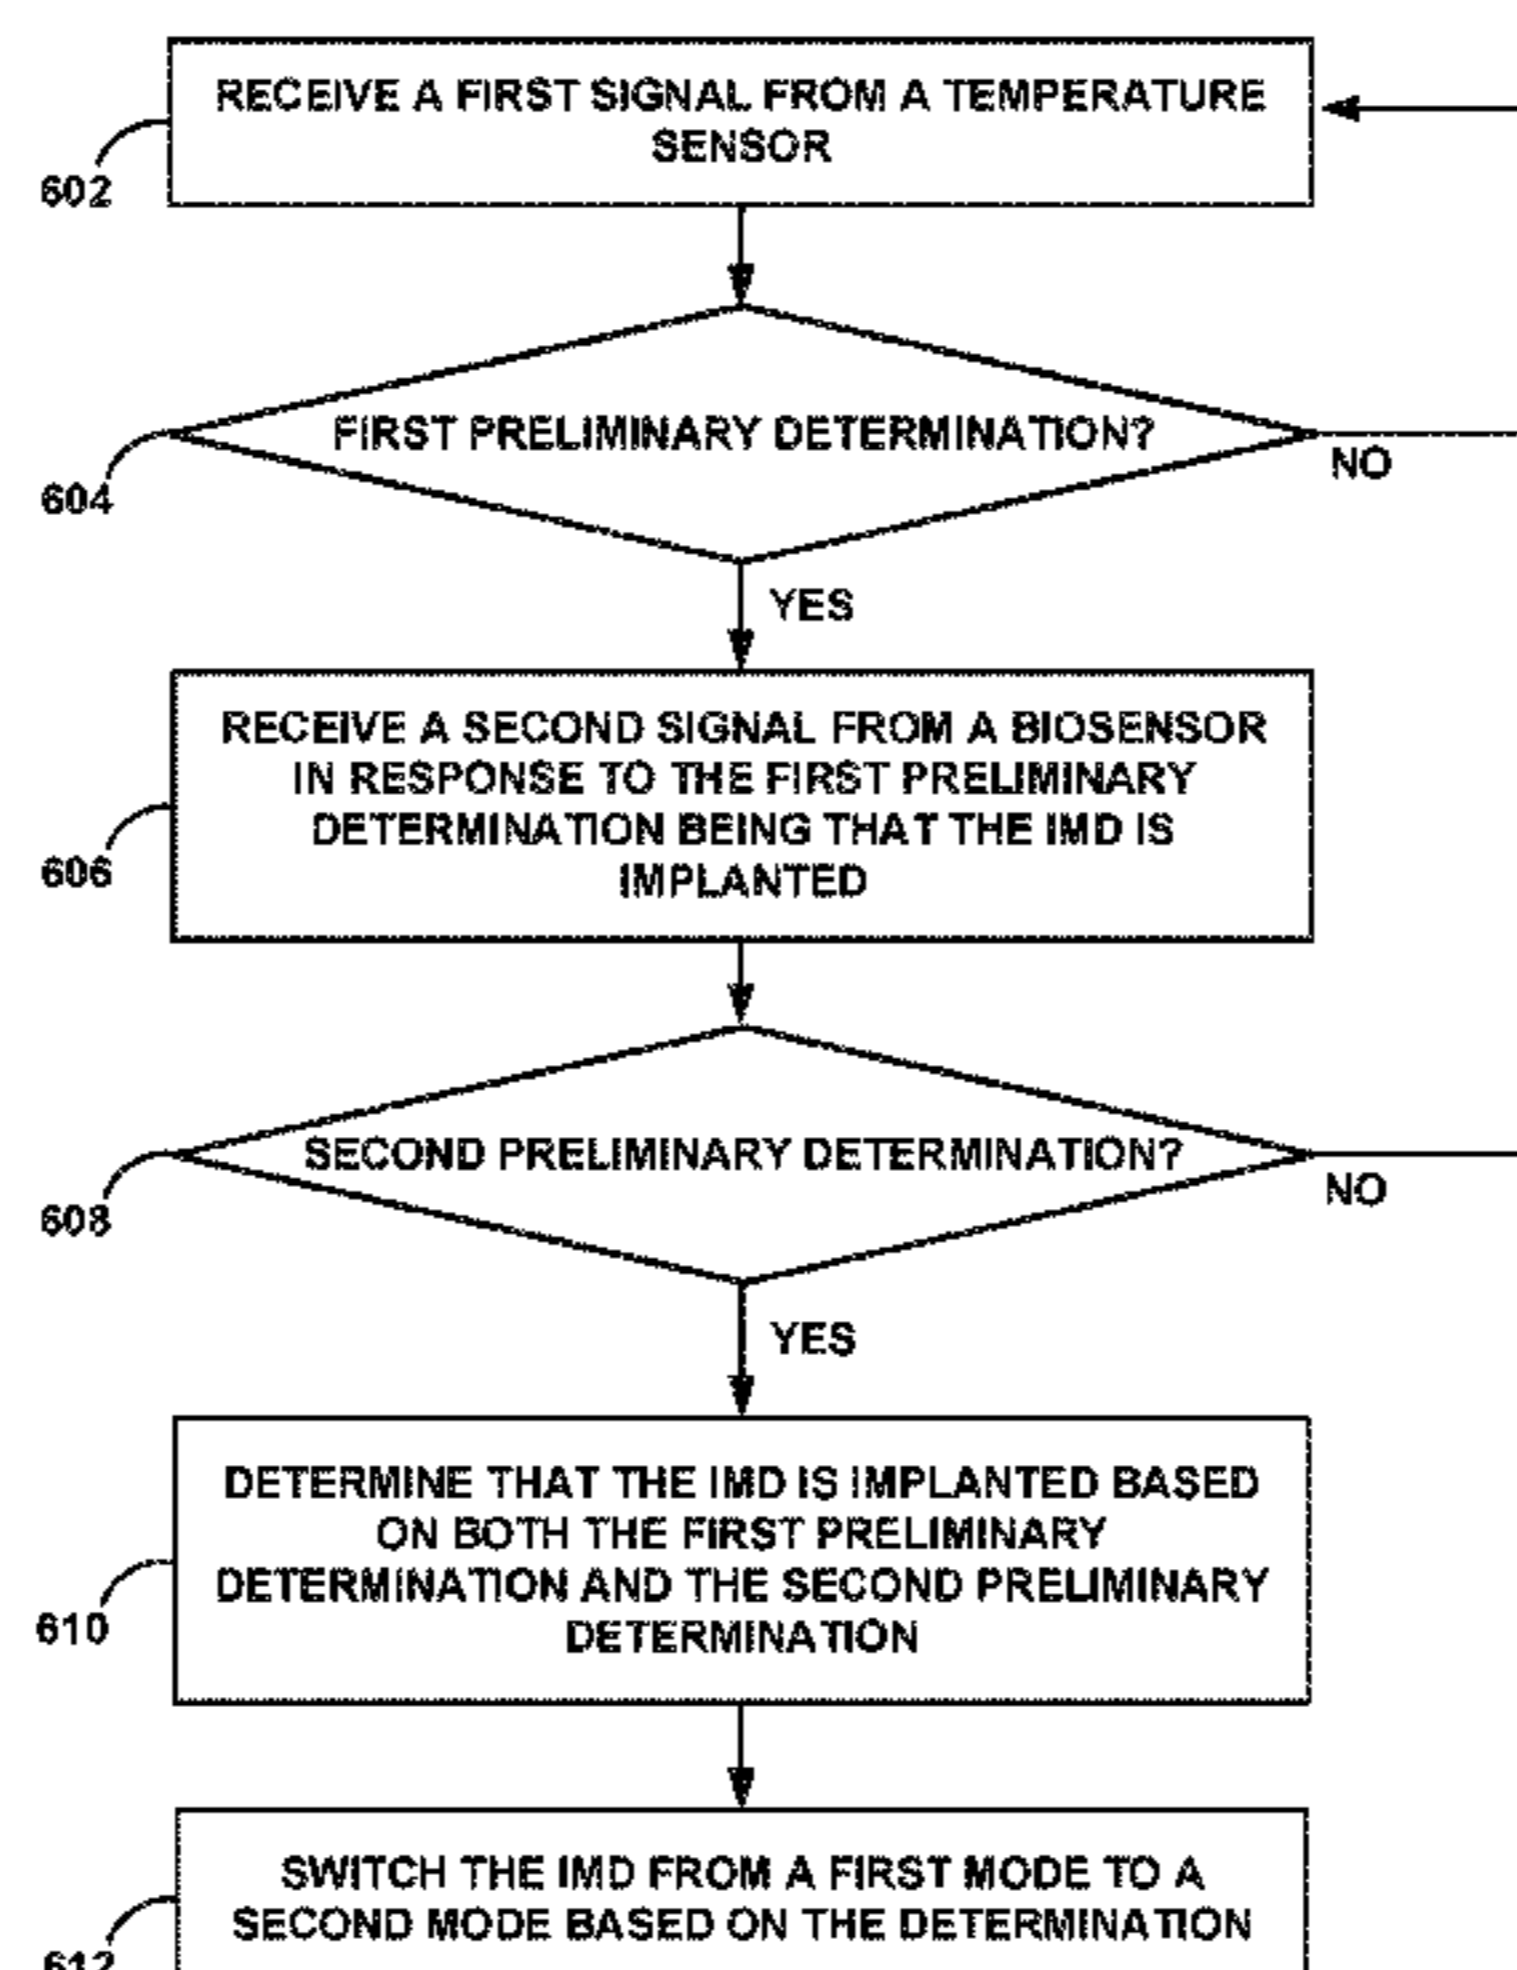 RECEIVE A FIRST SIGNAL FROM A TEMPERATURE
SENSOR
602
FIRST PRELIMINARY DETERMINATION?
NO
604
YES
RECEIVE A SECOND SIGNAL FROM A BIOSENSOR
IN RESPONSE TO THE FIRST PRELIMINARY
DETERMINATION BEING THAT THE IMD IS
IMPLANTED
606
SECOND PRELIMINARY DETERMINATION?
NO
608
YES
DETERMINE THAT THE IMD IS IMPLANTED BASED
ON BOTH THE FIRST PRELIMINARY
DETERMINATION AND THE SECOND PRELIMINARY
DETERMINATION
610
SWITCH THE IMD FROM A FIRST MODE TO A
SECOND MODE BASED ON THE DETERMINATION
612